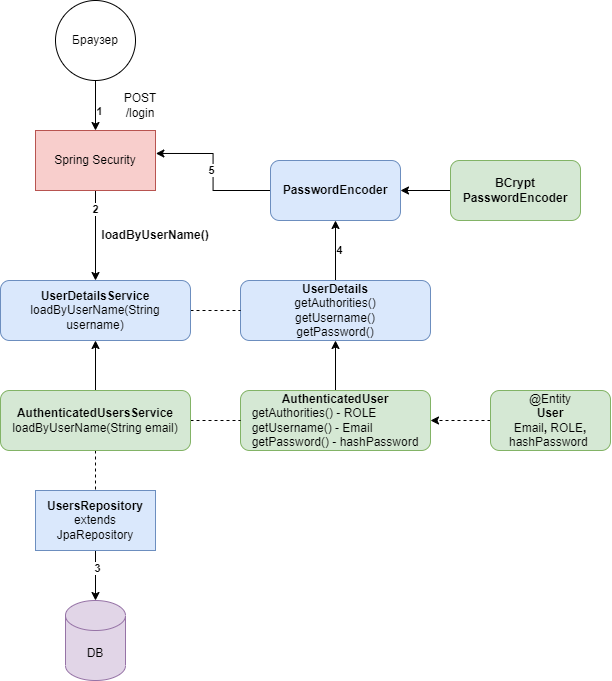 Браузер
1
POST
/login
Spring Security
5
PasswordEncoder
BCrypt
PasswordEncoder
2
loadByUserName()
4
UserDetailsService
loadByUserName(String
username)
UserDetails
getAuthorities()
getUsername()
getPassword()
AuthenticatedUsersService
loadByUserName(String email)
AuthenticatedUser
getAuthorities() - ROLE
getUsername() - Email
getPassword() - hashPassword
@Entity
User
Email, ROLE,
hashPassword
UsersRepository
extends
JpaRepository
3
DB